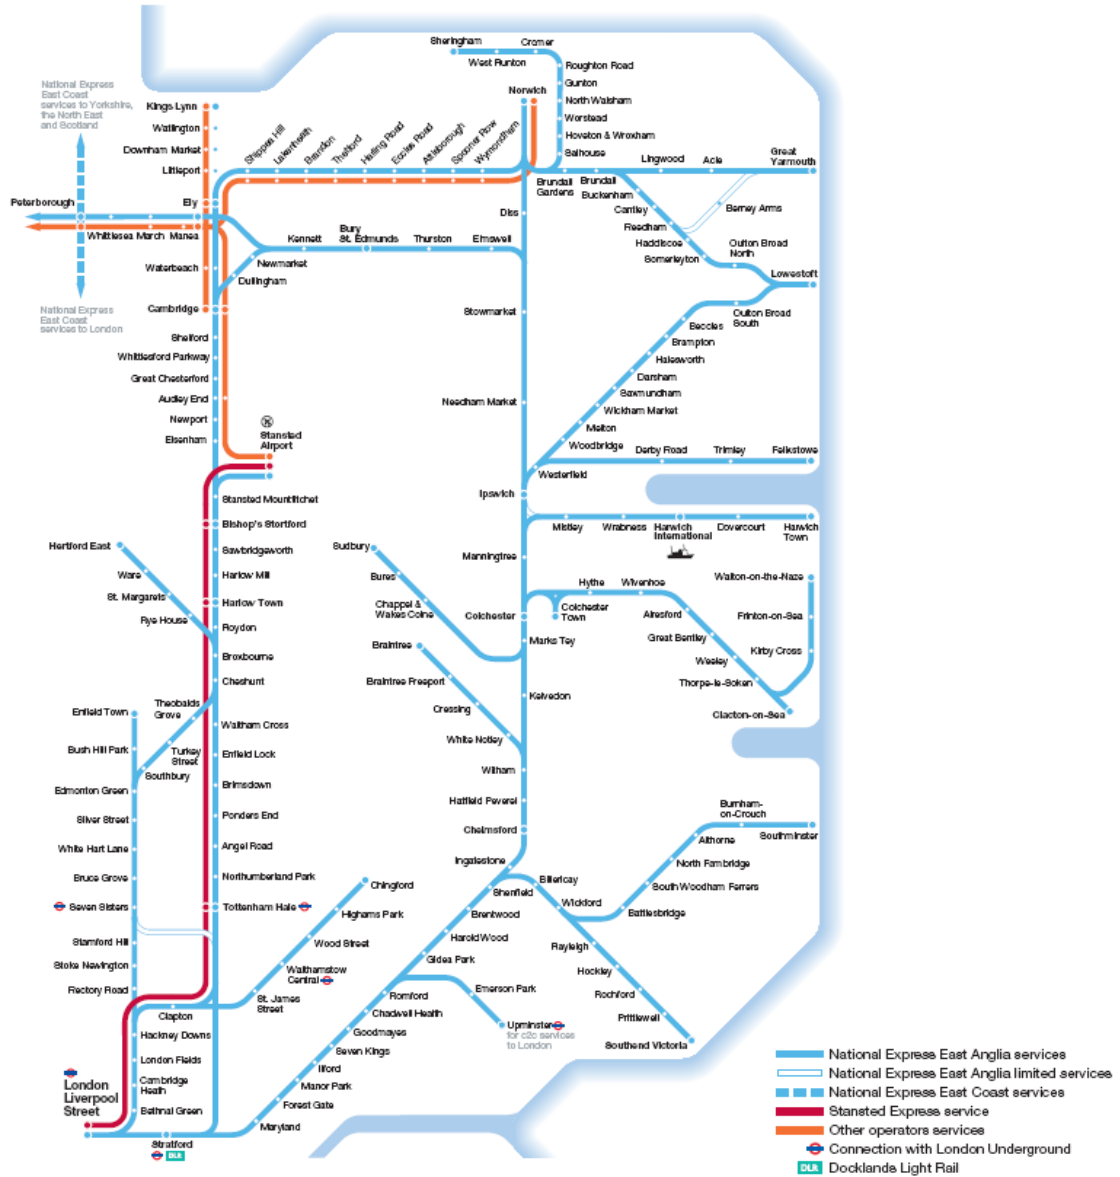 National Express
East Coast
services to Yorkshire,
the North East
and Scotland
Kings Lynn
Watlington
Downham Market
Littleport
Ely
Peterborough
Whittlesea March Manea
Waterbeach
Cambridge
National Express
East Coast
services to London
Shelford
Whittlesford Parkway
Great Chesterford
Audley End
Newport
Elsenham
Stansted
Airport
Shippea Hill
Lakenheath
Brandon
Thetford
Harling Road
Eccles Road
Attleborough
Spooner Row
Wymondham
Norwich
Sheringham
Cromer
West Runton
Roughton Road
Gunton
North Walsham
Worstead
Hoveton & Wroxham
Salhouse
Lingwood
Acle
Great
Yarmouth
Brundall
Gardens
Brundall
Buckenham
Cantley
Reedham
Berney Arms
Haddiscoe
Somerleyton
Oulton Broad
North
Lowestoft
Oulton Broad
South
Beccles
Brampton
Halesworth
Darsham
Saxmundham
Wickham Market
Melton
Woodbridge
Derby Road
Trimley
Felixstowe
Westerfield
Diss
Kennett
Bury
St. Edmunds
Thurston
Elmswell
Newmarket
Dullingham
Stowmarket
Needham Market
Ipswich
Mistley
Wrabness
Harwich
International
Dovercourt
Harwich
Town
Manningtree
Stansted Mountfitchet
Bishop's Stortford
Sawbridgeworth
Harlow Mill
Harlow Town
Roydon
Broxbourne
Cheshunt
Hertford East
Ware
St. Margarets
Rye House
Sudbury
Bures
Chappel &
Wakes Colne
Colchester
Hythe
Wivenhoe
Colchester
Town
Alresford
Great Bentley
Weeley
Thorpe-le-Soken
Clacton-on-Sea
Walton-on-the-Naze
Frinton-on-Sea
Kirby Cross
Marks Tey
Kelvedon
Braintree
Braintree Freeport
Cressing
White Notley
Witham
Hatfield Peverel
Chelmsford
Ingatestone
Theobalds
Grove
Turkey
Street
Southbury
Enfield Town
Bush Hill Park
Edmonton Green
Silver Street
White Hart Lane
Bruce Grove
Seven Sisters
Stamford Hill
Stoke Newington
Rectory Road
Waltham Cross
Enfield Lock
Brimsdown
Ponders End
Angel Road
Northumberland Park
Tottenham Hale
Chingford
Highams Park
Wood Street
Walthamstow
Central
St. James
Street
Clapton
Hackney Downs
London Fields
Cambridge
Heath
Bethnal Green
London
Liverpool
Street
Stratford
DLR
Maryland
Forest Gate
Manor Park
Ilford
Seven Kings
Goodmayes
Chadwell Heath
Romford
Gidea Park
Harold Wood
Brentwood
Shenfield
Emerson Park
Upminster
for c2c services
to London
Billericay
Wickford
Battlesbridge
South Woodham Ferrers
North Fambridge
Althorne
Burnham-
on-Crouch
Southminster
Rayleigh
Hockley
Rochford
Prittlewell
Southend Victoria
National Express East Anglia services
National Express East Anglia limited services
National Express East Coast services
Stansted Express service
Other operators services
Connection with London Underground
DLR Docklands Light Rail